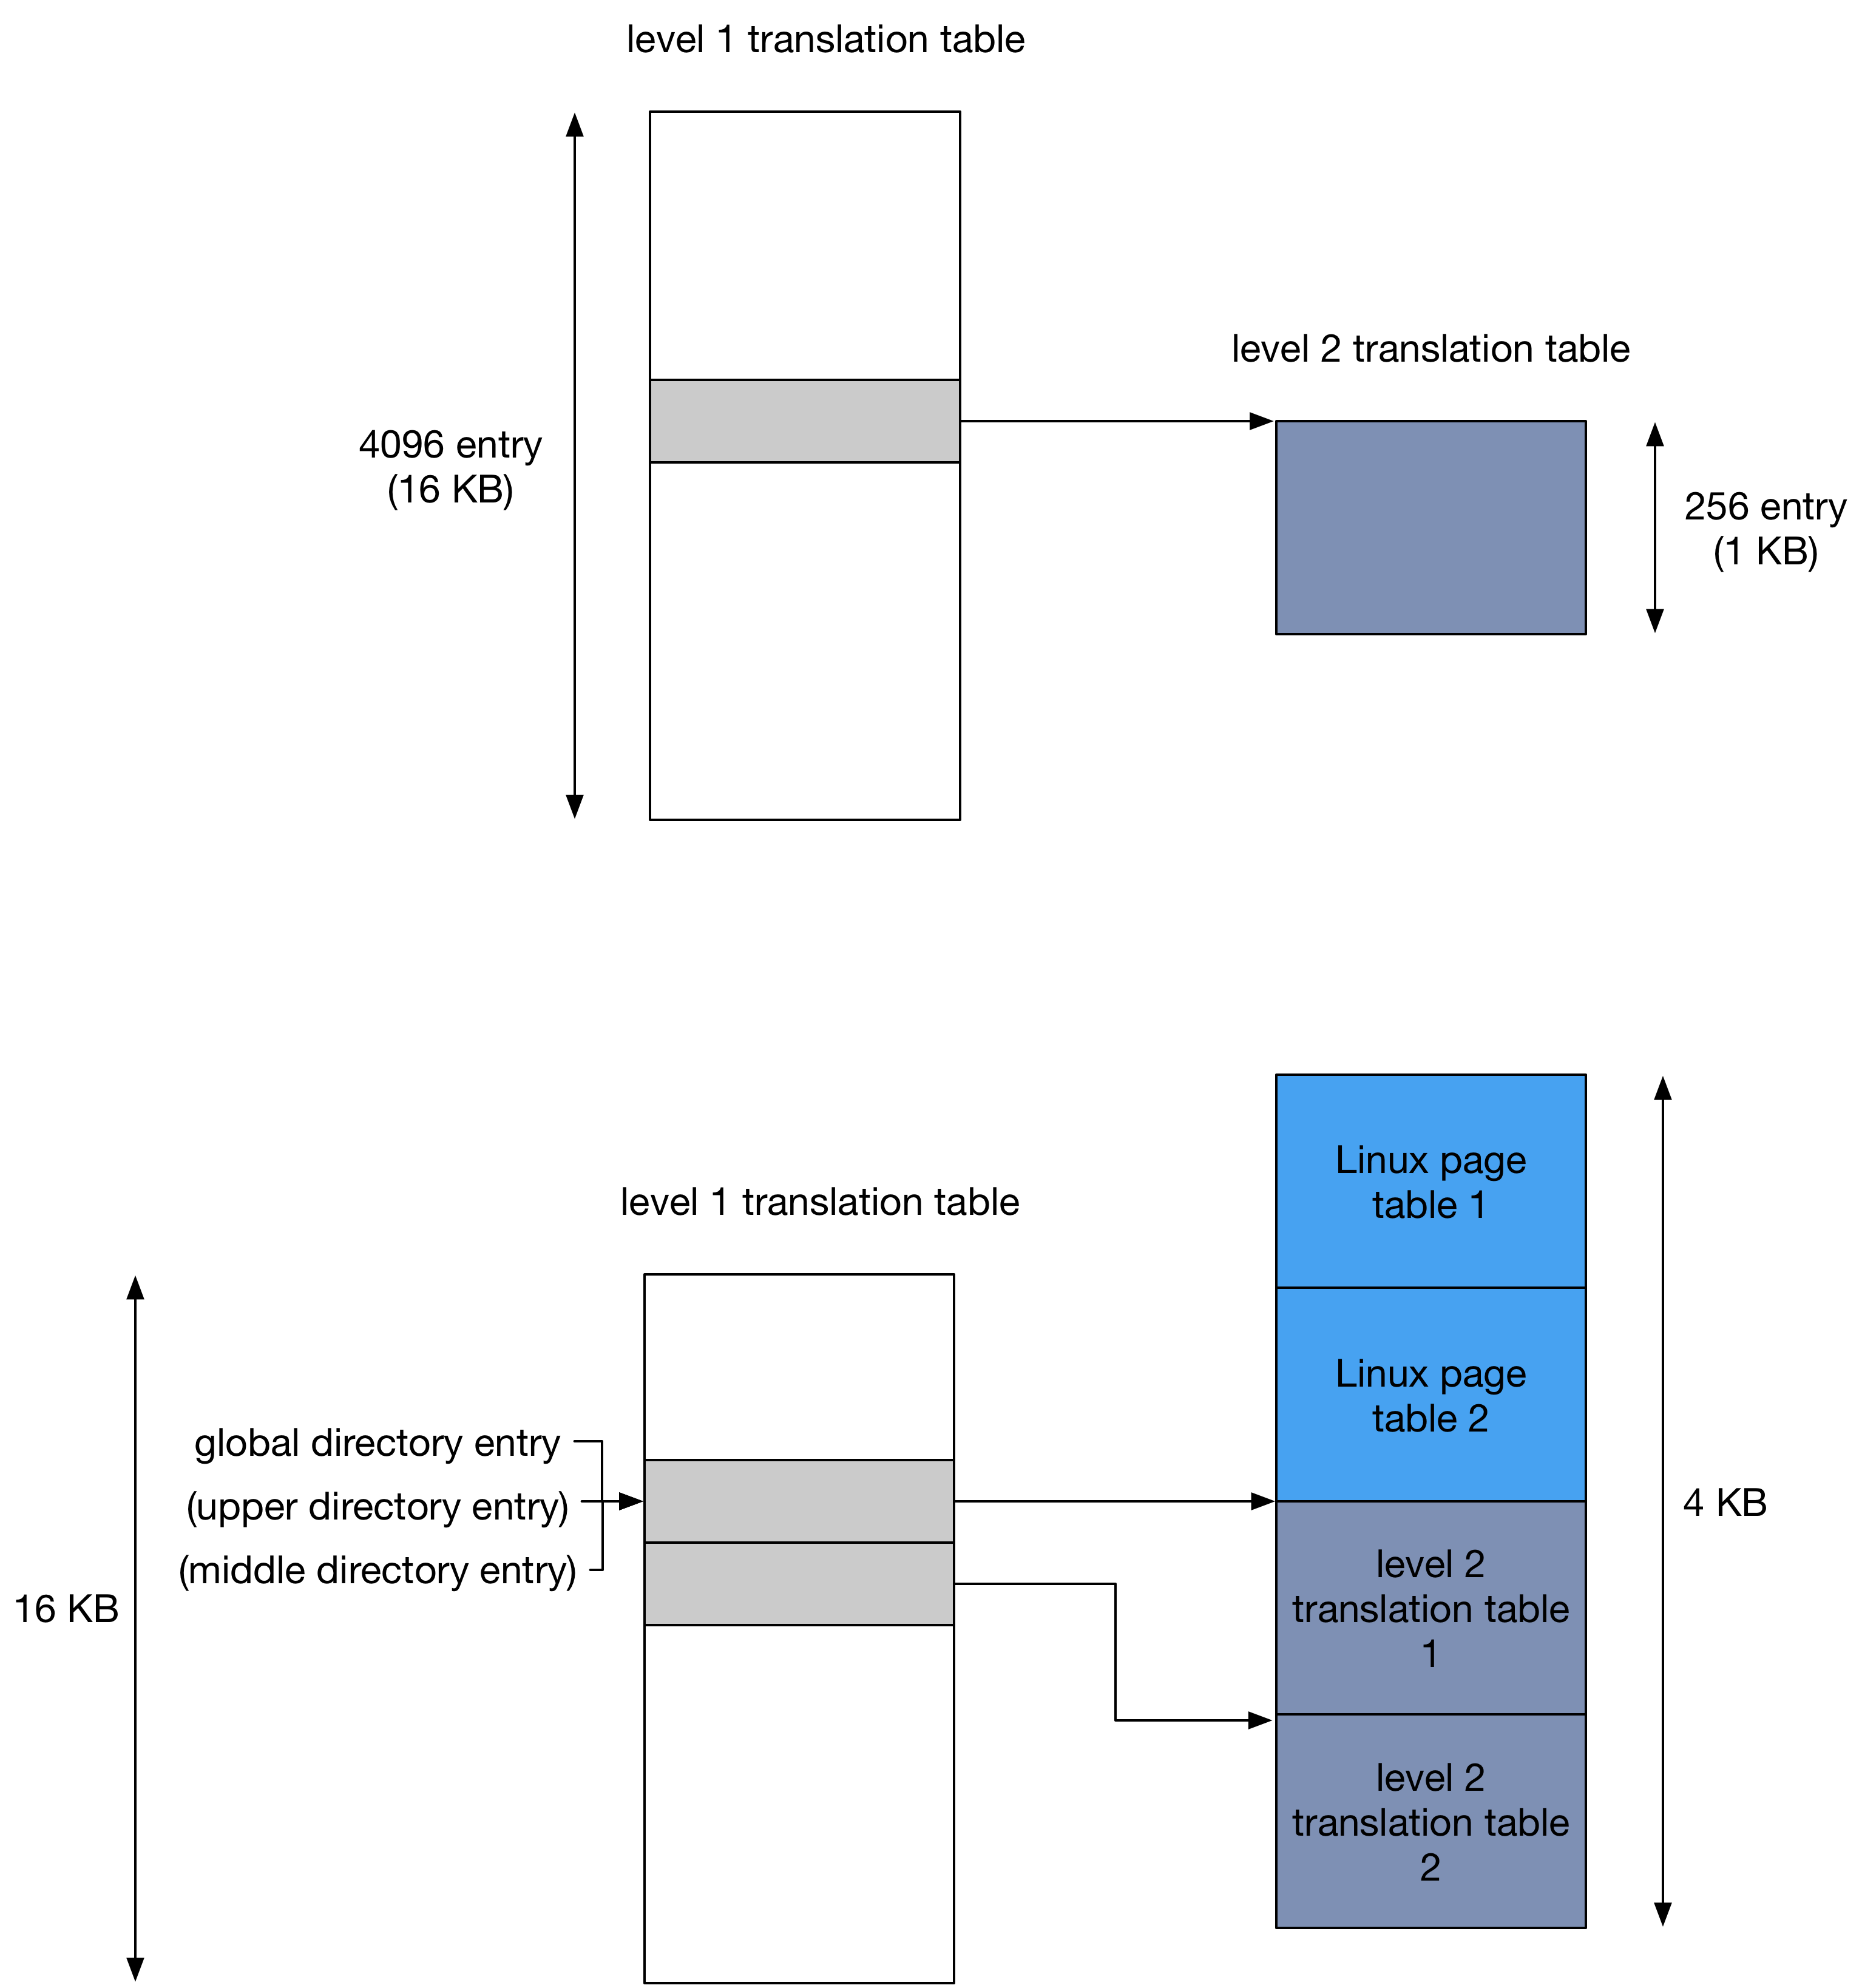 level 1 translation table
level 2 translation table
4096 entry
(16 KB)
256 entry
(1 KB)
level 1 translation table
Linux page
table 1
Linux page
table 2
global directory entry
(upper directory entry)
(middle directory entry)
16 KB
4 KB
level 2
translation table
1
level 2
translation table
2